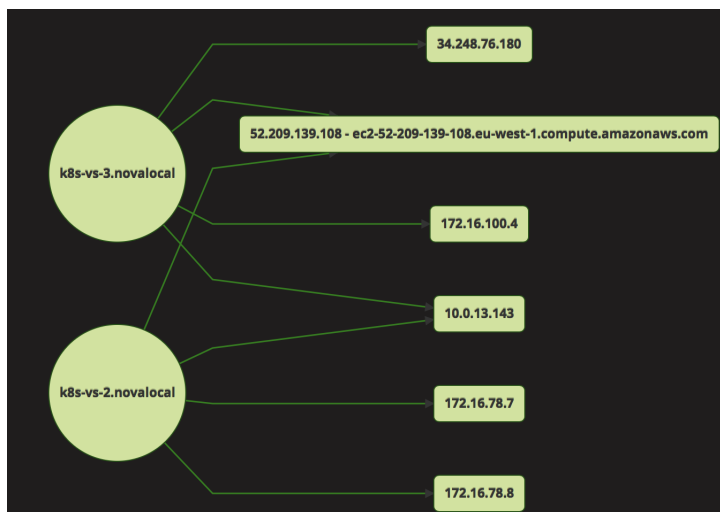 34.248.76.180
52.209.139.108 - ec2-52-209-139-108.eu-west-1.compute.amazonaws.com
k8s-vs-3.novalocal
172.16.100.4
10.0.13.143
k8s-vs-2.novalocal
172.16.78.7
172.16.78.8